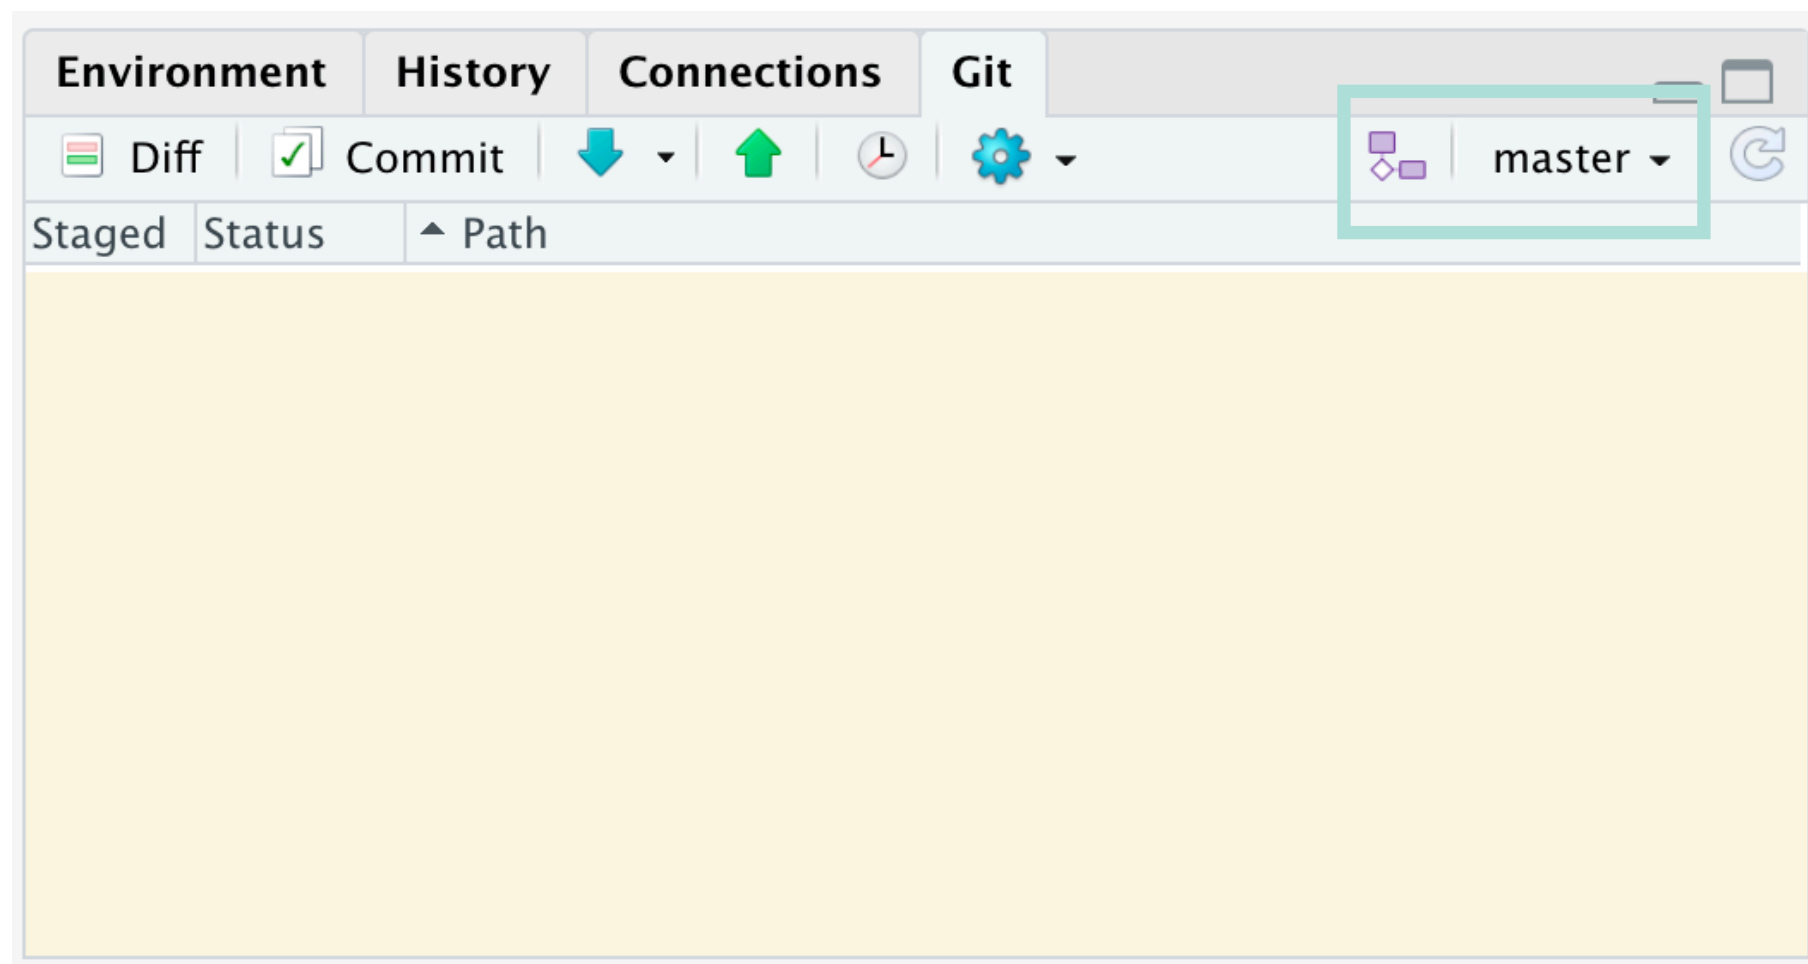 Environment History Connections Git
Diff Commit master
Staged Status Path